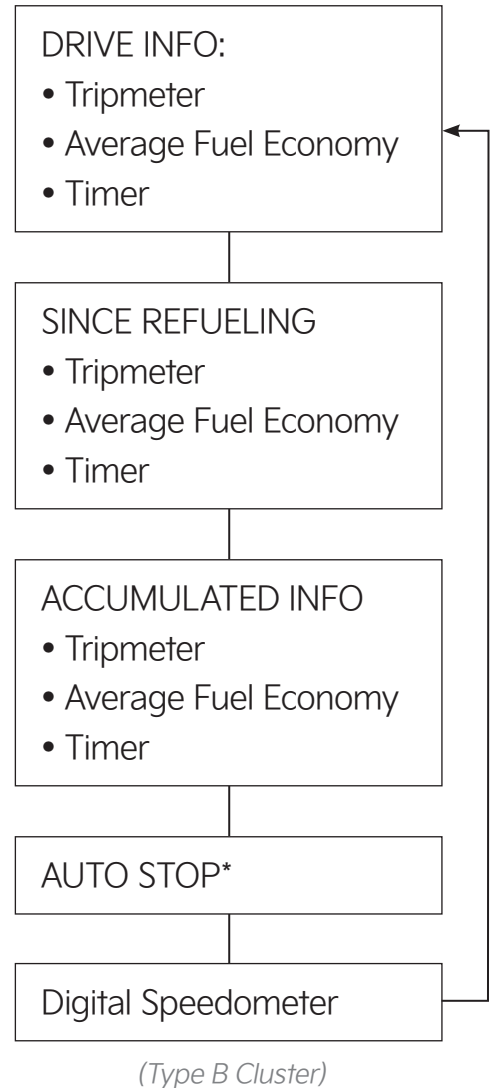 DRIVE INFO:
• Tripmeter
• Average Fuel Economy
• Timer
SINCE REFUELING
• Tripmeter
• Average Fuel Economy
• Timer
ACCUMULATED INFO
• Tripmeter
• Average Fuel Economy
• Timer
AUTO STOP*
Digital Speedometer
(Type B Cluster)